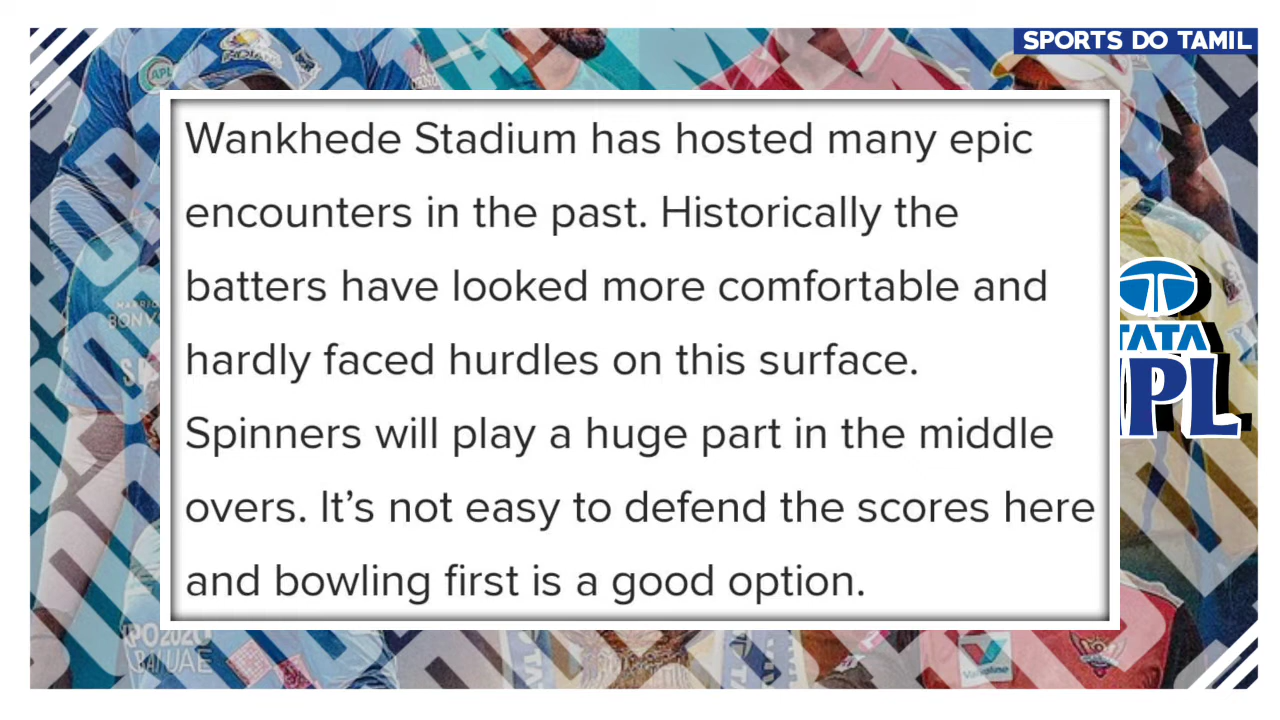 SPORTS DO TAMIL
Wankhede Stadium has hosted many epic
encounters in the past. Historically the
batters have looked more comfortable and
hardly faced hurdles on this surface.
Spinners will play a huge part in the middle
overs. It’s not easy to defend the scores here
and bowling first is a good option.
TATA
IPL
APL